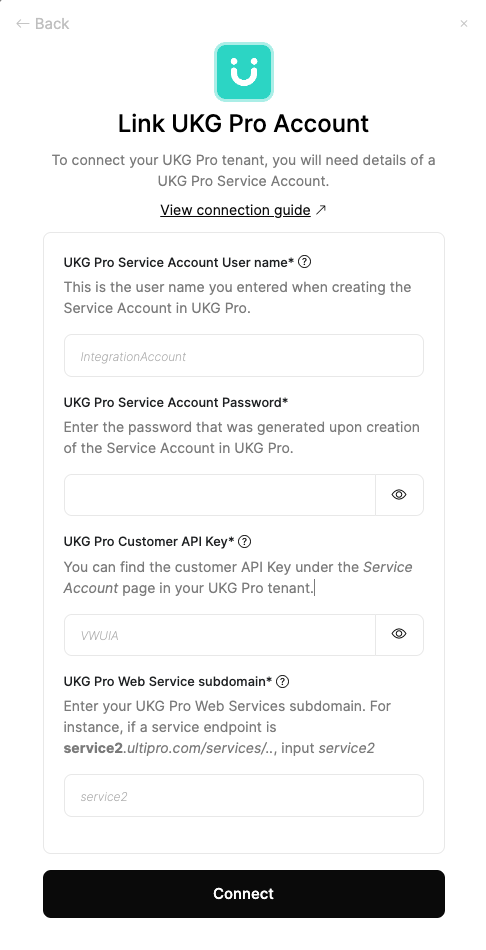 ← Back ×
Link UKG Pro Account
To connect your UKG Pro tenant, you will need details of a
UKG Pro Service Account.
View connection guide ↗
UKG Pro Service Account User name* ?
This is the user name you entered when creating the
Service Account in UKG Pro.
IntegrationAccount
UKG Pro Service Account Password*
Enter the password that was generated upon creation
of the Service Account in UKG Pro.
UKG Pro Customer API Key* ?
You can find the customer API Key under the Service
Account page in your UKG Pro tenant.
VWUIA
UKG Pro Web Service subdomain* ?
Enter your UKG Pro Web Services subdomain. For
instance, if a service endpoint is
service2.ultipro.com/services/.., input service2
service2
Connect